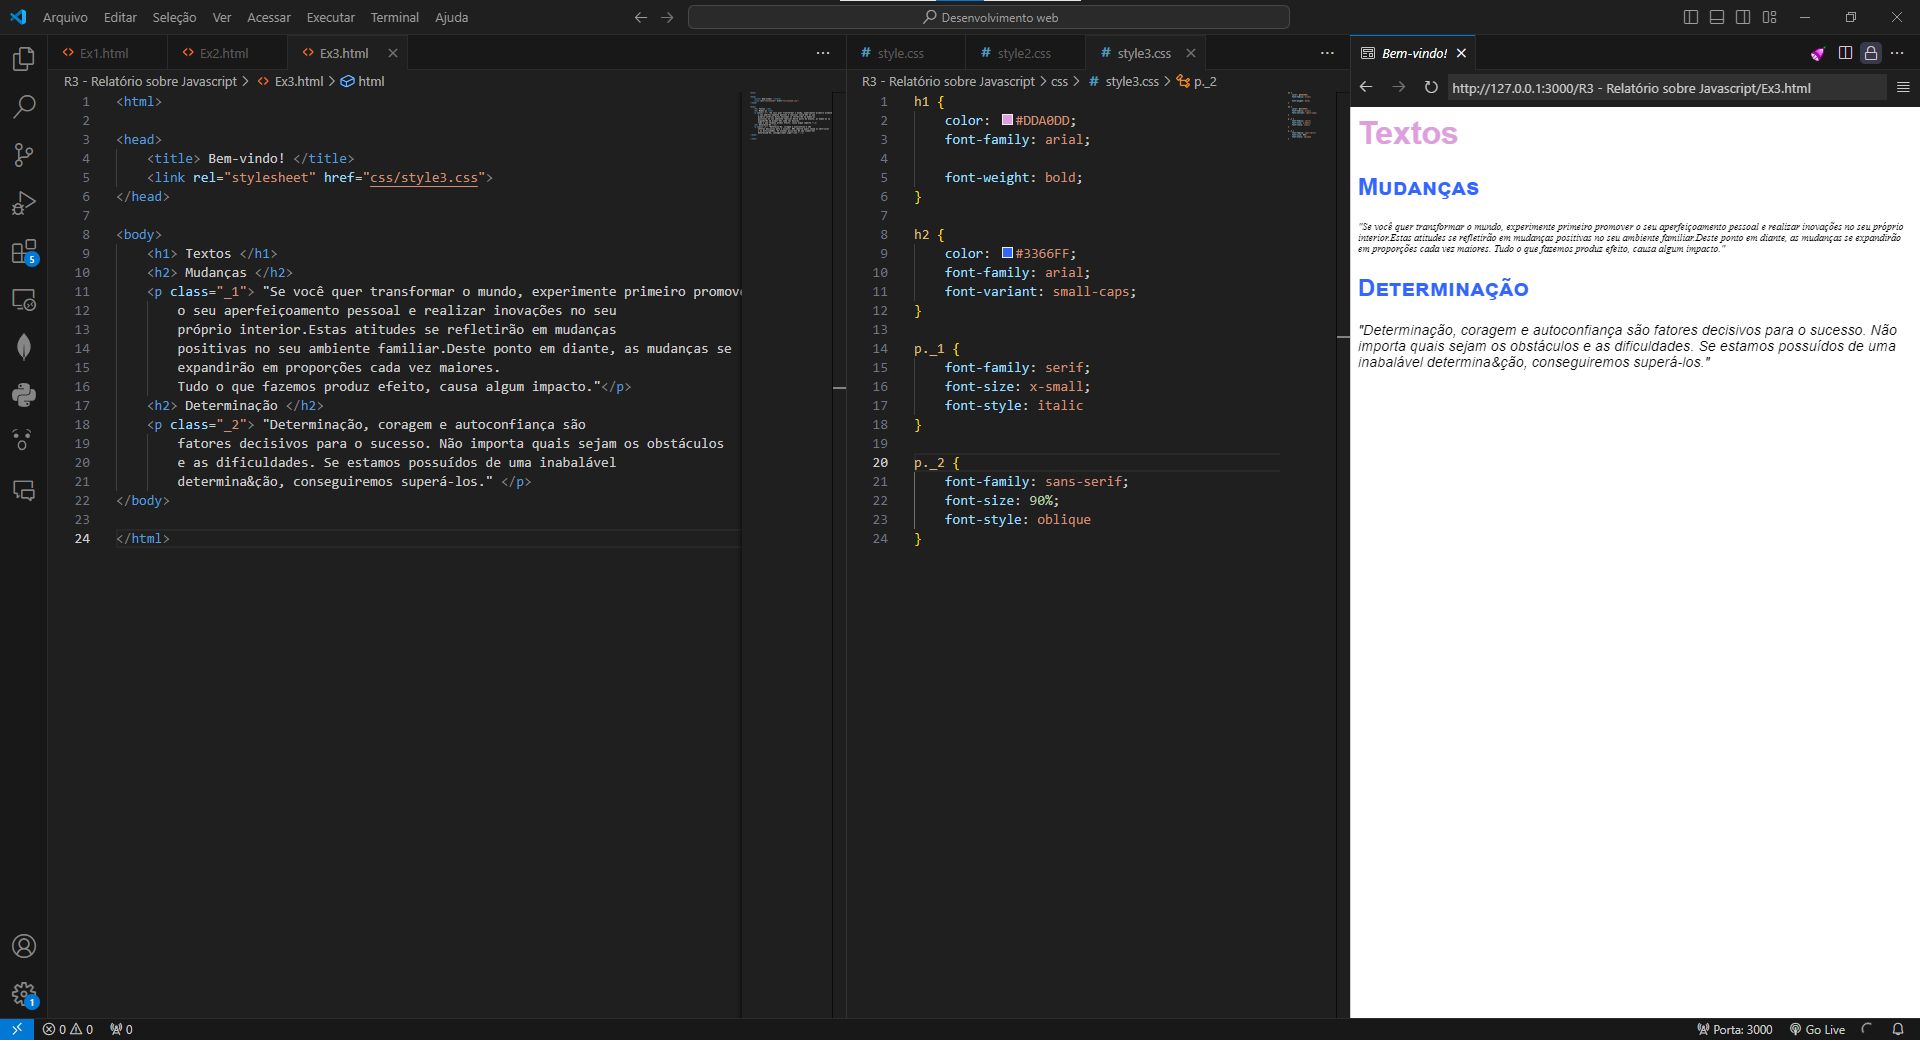 Arquivo Editar Seleção Ver Acessar Executar Terminal Ajuda
Desenvolvimento web
Ex1.html Ex2.html Ex3.html
R3 - Relatório sobre Javascript > Ex3.html > html
1 <html>
2
3 <head>
4 <title> Bem-vindo! </title>
5 <link rel="stylesheet" href="css/style3.css">
6 </head>
7
8 <body>
9 <h1> Textos </h1>
10 <h2> Mudanças </h2>
11 <p class="_1"> "Se você quer transformar o mundo, experimente primeiro promove
12 o seu aperfeiçoamento pessoal e realizar inovações no seu
13 próprio interior.Estas atitudes se refletirão em mudanças
14 positivas no seu ambiente familiar.Deste ponto em diante, as mudanças se
15 expandirão em proporções cada vez maiores.
16 Tudo o que fazemos produz efeito, causa algum impacto."</p>
17 <h2> Determinação </h2>
18 <p class="_2"> "Determinação, coragem e autoconfiança são
19 fatores decisivos para o sucesso. Não importa quais sejam os obstáculos
20 e as dificuldades. Se estamos possuídos de uma inabalável
21 determina&ção, conseguiremos superá-los." </p>
22 </body>
23
24 </html>
style.css style2.css style3.css
R3 - Relatório sobre Javascript > css > style3.css > p._2
1 h1 {
2 color: #DDA0DD;
3 font-family: arial;
4
5 font-weight: bold;
6 }
7
8 h2 {
9 color: #3366FF;
10 font-family: arial;
11 font-variant: small-caps;
12 }
13
14 p._1 {
15 font-family: serif;
16 font-size: x-small;
17 font-style: italic
18 }
19
20 p._2 {
21 font-family: sans-serif;
22 font-size: 90%;
23 font-style: oblique
24 }
Bem-vindo!
http://127.0.0.1:3000/R3 - Relatório sobre Javascript/Ex3.html
Textos
Mudanças
"Se você quer transformar o mundo, experimente primeiro promover o seu aperfeiçoamento pessoal e realizar inovações no seu próprio
interior.Estas atitudes se refletirão em mudanças positivas no seu ambiente familiar.Deste ponto em diante, as mudanças se expandirão
em proporções cada vez maiores. Tudo o que fazemos produz efeito, causa algum impacto."
Determinação
"Determinação, coragem e autoconfiança são fatores decisivos para o sucesso. Não
importa quais sejam os obstáculos e as dificuldades. Se estamos possuídos de uma
inabalável determina&ção, conseguiremos superá-los."
5
1
0 0 0
Porta: 3000 Go Live